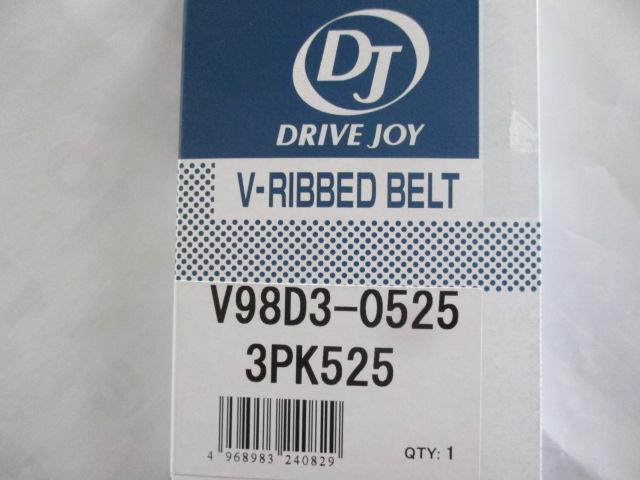 DJ
DRIVE JOY
V-RIBBED BELT
V98D3-0525
3PK525
4 968983 240829
QTY: 1